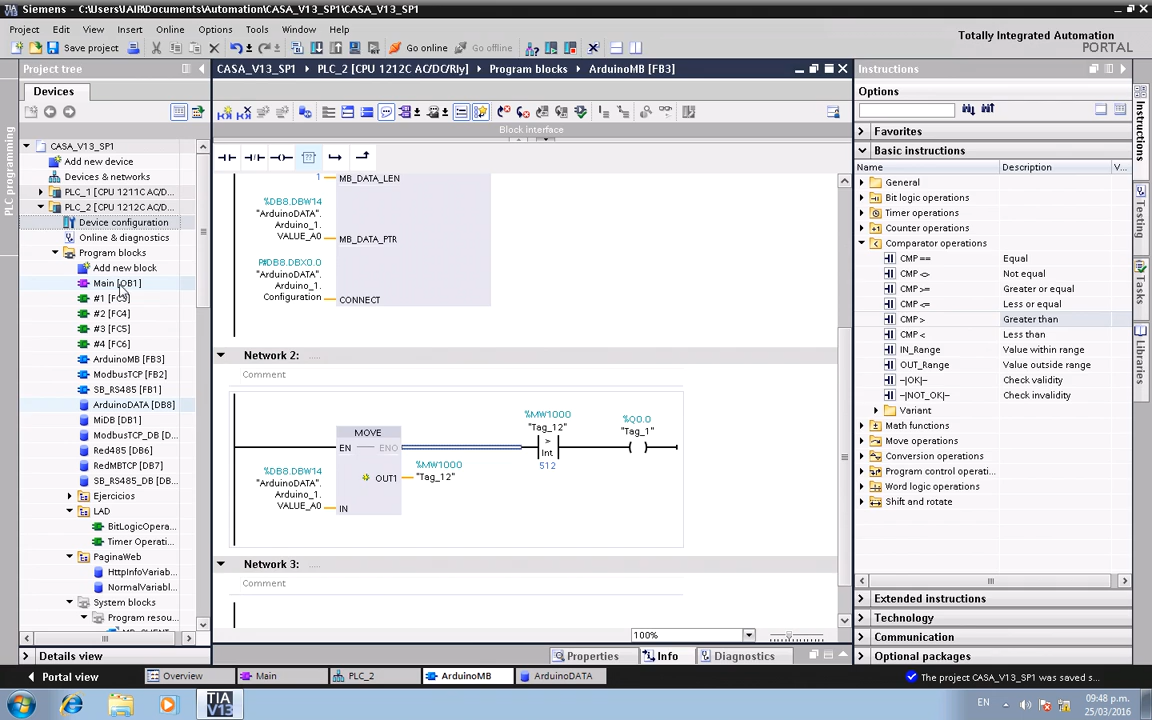 Siemens - C:\Users\JAIR\Documents\Automation\CASA_V13_SP1\CASA_V13_SP1
Project Edit View Insert Online Options Tools Window Help
Totally Integrated Automation
PORTAL
Save project
Go online
Go offline
Project tree
CASA_V13_SP1 PLC_2 [CPU 1212C AC/DC/Rly] Program blocks ArduinoMB [FB3]
Instructions
Devices
Options
Block interface
Favorites
Basic instructions
Name Description V...
PLC programming
CASA_V13_SP1
Add new device
Devices & networks
PLC_1 [CPU 1211C AC/D...
PLC_2 [CPU 1212C AC/D...
Device configuration
Online & diagnostics
Program blocks
Add new block
Main [OB1]
#1 [FC3]
#2 [FC4]
#3 [FC5]
#4 [FC6]
ArduinoMB [FB3]
ModbusTCP [FB2]
SB_RS485 [FB1]
ArduinoDATA [DB8]
MiDB [DB1]
ModbusTCP_DB [D...
Red485 [DB6]
RedMBTCP [DB7]
SB_RS485_DB [DB...
Ejercicios
LAD
BitLogicOpera...
Timer Operati...
PaginaWeb
HttpInfoVariab...
NormalVariabl...
System blocks
Program resou...
Details view
1 MB_DATA_LEN
%DB8.DBW14
"ArduinoDATA".
Arduino_1.
VALUE_A0 MB_DATA_PTR
P#DB8.DBX0.0
"ArduinoDATA".
Arduino_1.
Configuration CONNECT
Network 2: .....
Comment
MOVE
EN ENO
%DB8.DBW14
"ArduinoDATA".
Arduino_1.
VALUE_A0 IN
OUT1
%MW1000
"Tag_12"
%MW1000
"Tag_12"
>
Int
512
%Q0.0
"Tag_1"
Network 3: .....
Comment
100%
General
Bit logic operations
Timer operations
Counter operations
Comparator operations
CMP == Equal
CMP <> Not equal
CMP >= Greater or equal
CMP <= Less or equal
CMP > Greater than
CMP < Less than
IN_Range Value within range
OUT_Range Value outside range
-|OK|- Check validity
-|NOT_OK|- Check invalidity
Variant
Math functions
Move operations
Conversion operations
Program control operati...
Word logic operations
Shift and rotate
Extended instructions
Technology
Communication
Optional packages
Instructions
Testing
Tasks
Libraries
Properties Info Diagnostics
Portal view Overview Main PLC_2 ArduinoMB ArduinoDATA
The project CASA_V13_SP1 was saved s...
TIA
V13
EN
09:48 p.m.
25/03/2016